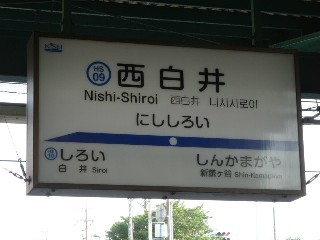 HS
09
西白井
Nishi-Shiroi 西白井 니시시로이
にししろい
しろい しんかまがや
白井 Siroi 新鎌ヶ谷 Shin-Kamagaya